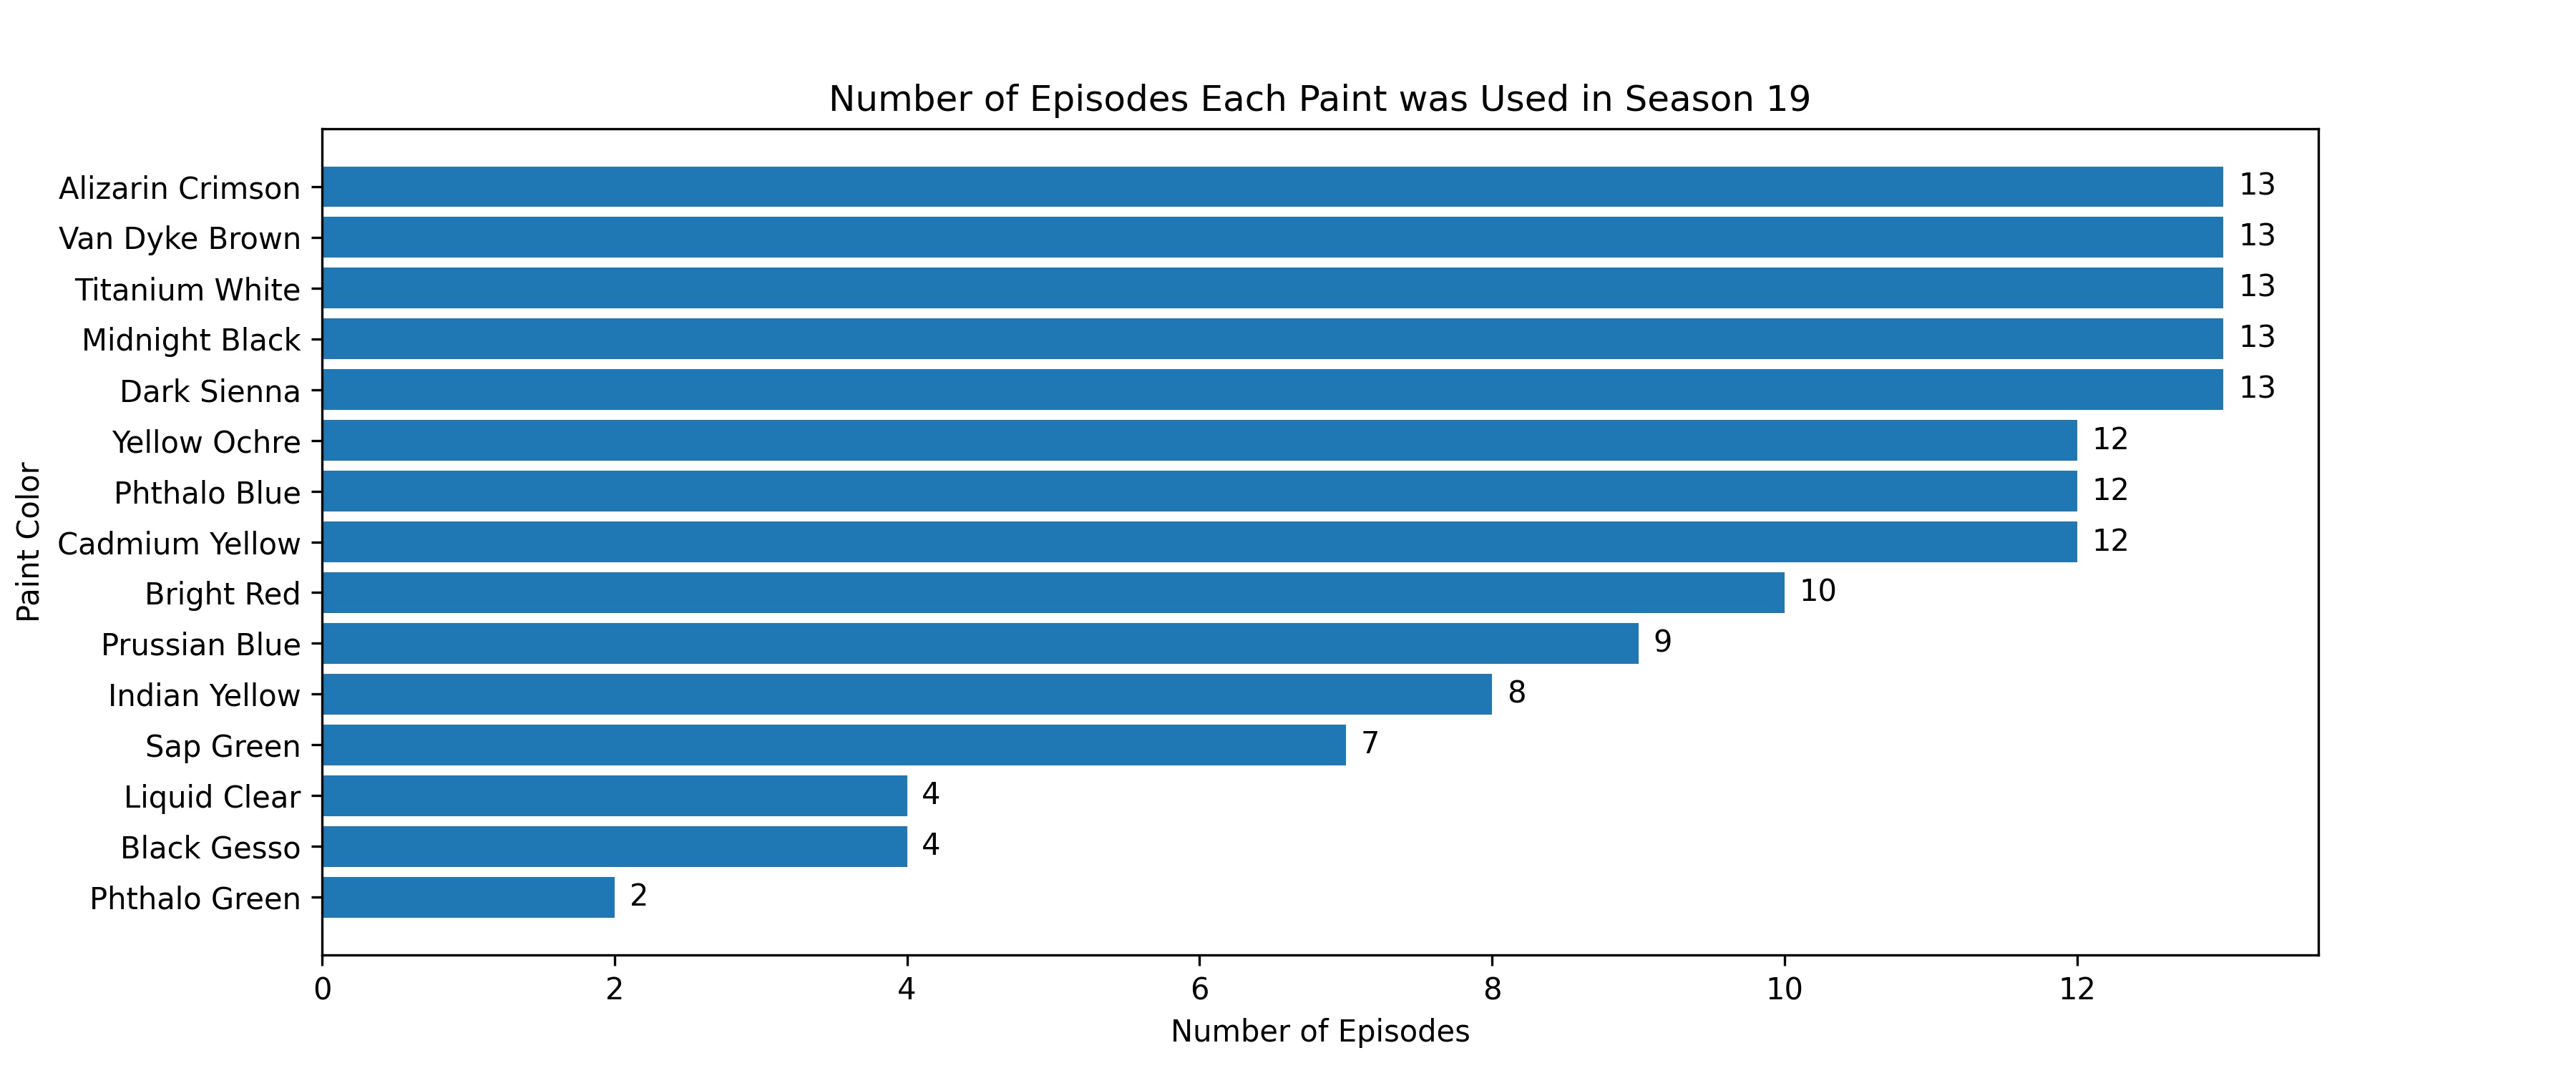 Number of Episodes Each Paint was Used in Season 19
Paint Color
Alizarin Crimson 13
Van Dyke Brown 13
Titanium White 13
Midnight Black 13
Dark Sienna 13
Yellow Ochre 12
Phthalo Blue 12
Cadmium Yellow 12
Bright Red 10
Prussian Blue 9
Indian Yellow 8
Sap Green 7
Liquid Clear 4
Black Gesso 4
Phthalo Green 2
0 2 4 6 8 10 12
Number of Episodes